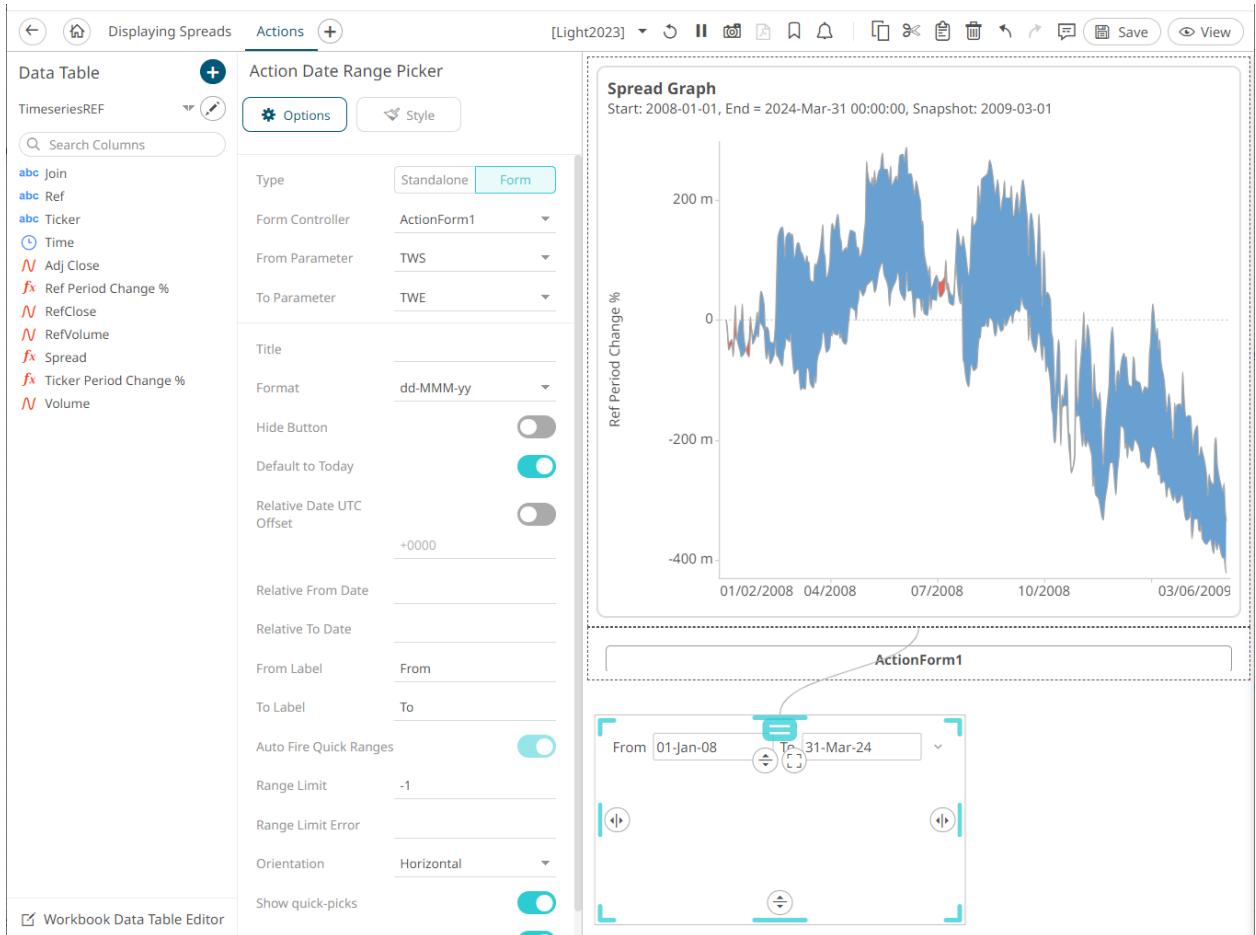 Displaying Spreads
Actions
[Light2023]
Save
View
Data Table
TimeseriesREF
Search Columns
abc Join
abc Ref
abc Ticker
Time
Adj Close
fx Ref Period Change %
RefClose
RefVolume
fx Spread
fx Ticker Period Change %
Volume
Workbook Data Table Editor
Action Date Range Picker
Options
Style
Type
Standalone
Form
Form Controller
ActionForm1
From Parameter
TWS
To Parameter
TWE
Title
Format
dd-MMM-yy
Hide Button
Default to Today
Relative Date UTC
Offset
+0000
Relative From Date
Relative To Date
From Label
From
To Label
To
Auto Fire Quick Ranges
Range Limit
-1
Range Limit Error
Orientation
Horizontal
Show quick-picks
Spread Graph
Start: 2008-01-01, End = 2024-Mar-31 00:00:00, Snapshot: 2009-03-01
Ref Period Change %
200 m
0
-200 m
-400 m
01/02/2008
04/2008
07/2008
10/2008
03/06/2009
ActionForm1
From
01-Jan-08
To
31-Mar-24